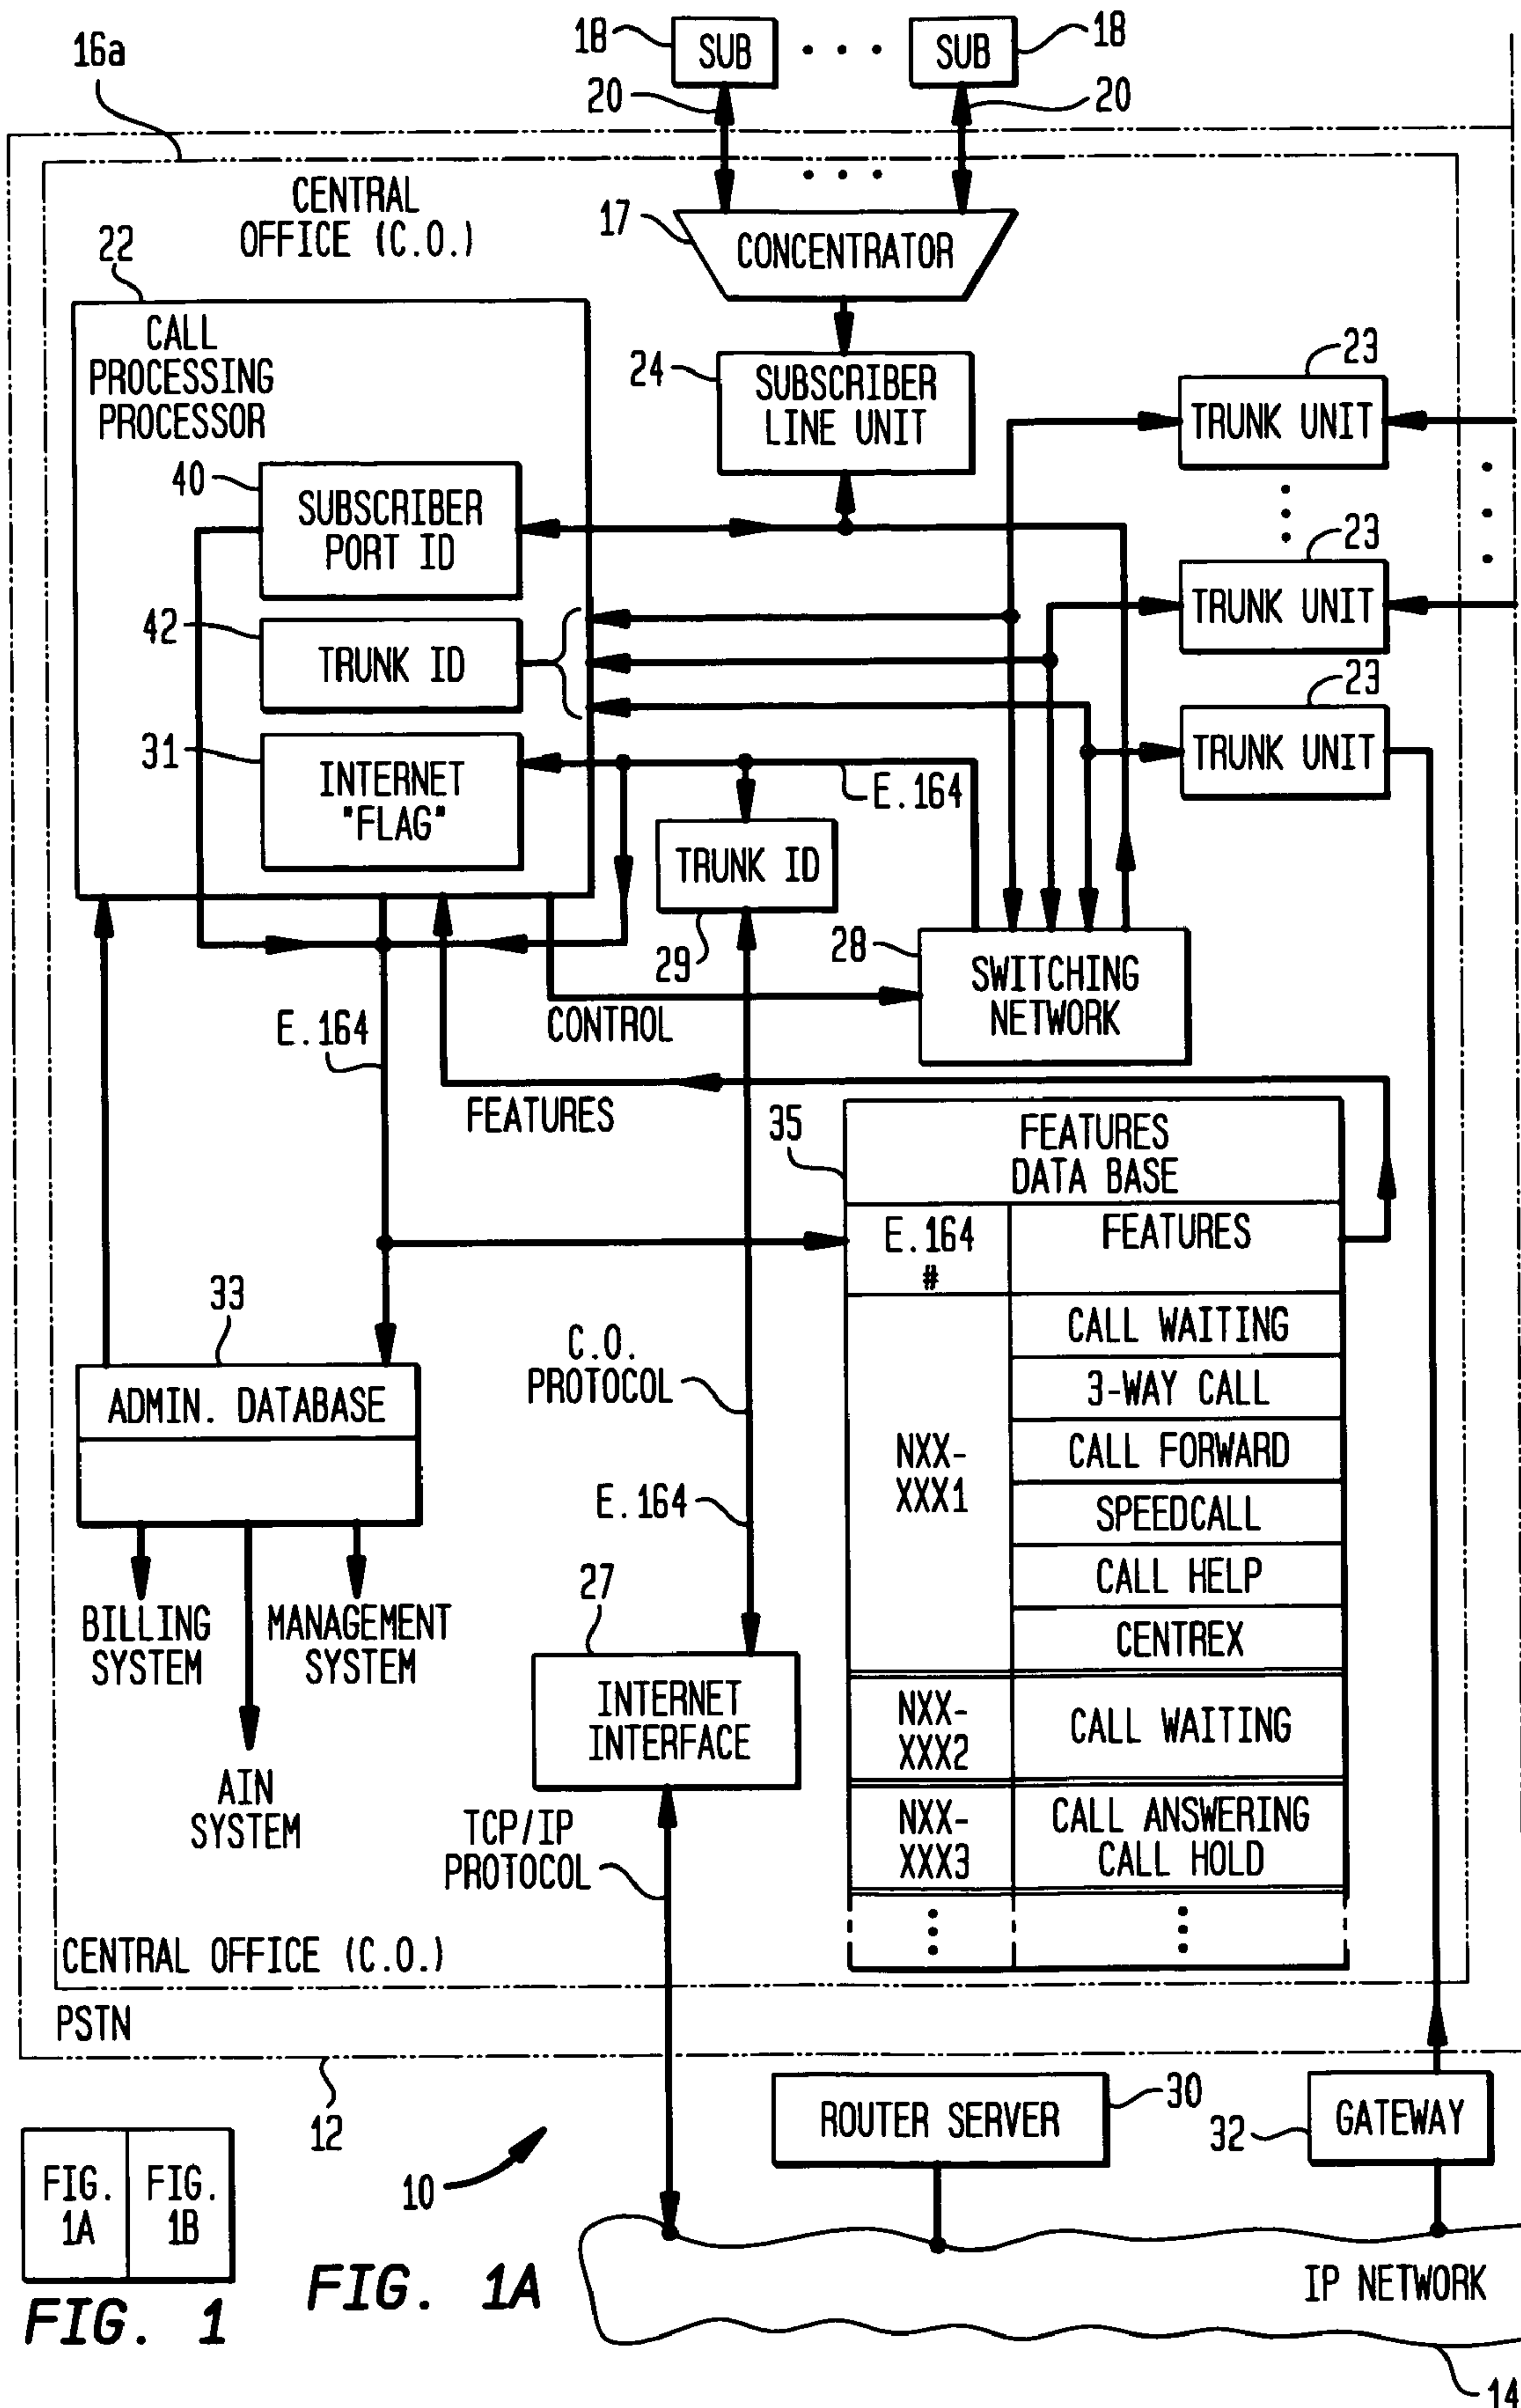 18
SUB
SUB
18
16a
20
20
CENTRAL
OFFICE (C.O.)
17
CONCENTRATOR
22
CALL
PROCESSING
PROCESSOR
24
SUBSCRIBER
LINE UNIT
23
TRUNK UNIT
40
SUBSCRIBER
PORT ID
23
TRUNK UNIT
42
TRUNK ID
23
TRUNK UNIT
31
INTERNET
"FLAG"
E.164
TRUNK ID
29
28
SWITCHING
NETWORK
CONTROL
E.164
FEATURES
35
FEATURES
DATA BASE
E.164
#
FEATURES
NXX-
XXX1
CALL WAITING
3-WAY CALL
CALL FORWARD
SPEEDCALL
CALL HELP
CENTREX
NXX-
XXX2
CALL WAITING
NXX-
XXX3
CALL ANSWERING
CALL HOLD
33
ADMIN. DATABASE
C.O.
PROTOCOL
E.164
BILLING
SYSTEM
MANAGEMENT
SYSTEM
AIN
SYSTEM
27
INTERNET
INTERFACE
TCP/IP
PROTOCOL
CENTRAL OFFICE (C.O.)
PSTN
12
10
ROUTER SERVER
30
32
GATEWAY
IP NETWORK
14
FIG.
1A
FIG.
1B
FIG. 1
FIG. 1A